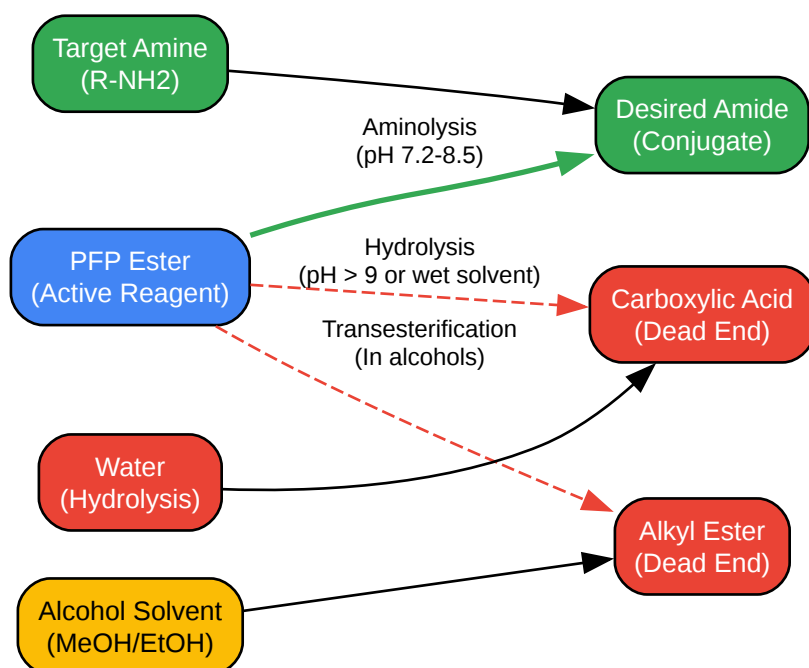 Target Amine
(R-NH2)
Desired Amide
(Conjugate)
Aminolysis
(pH 7.2-8.5)
PFP Ester
(Active Reagent)
Hydrolysis
(pH > 9 or wet solvent)
Carboxylic Acid
(Dead End)
Transesterification
(In alcohols)
Water
(Hydrolysis)
Alkyl Ester
(Dead End)
Alcohol Solvent
(MeOH/EtOH)